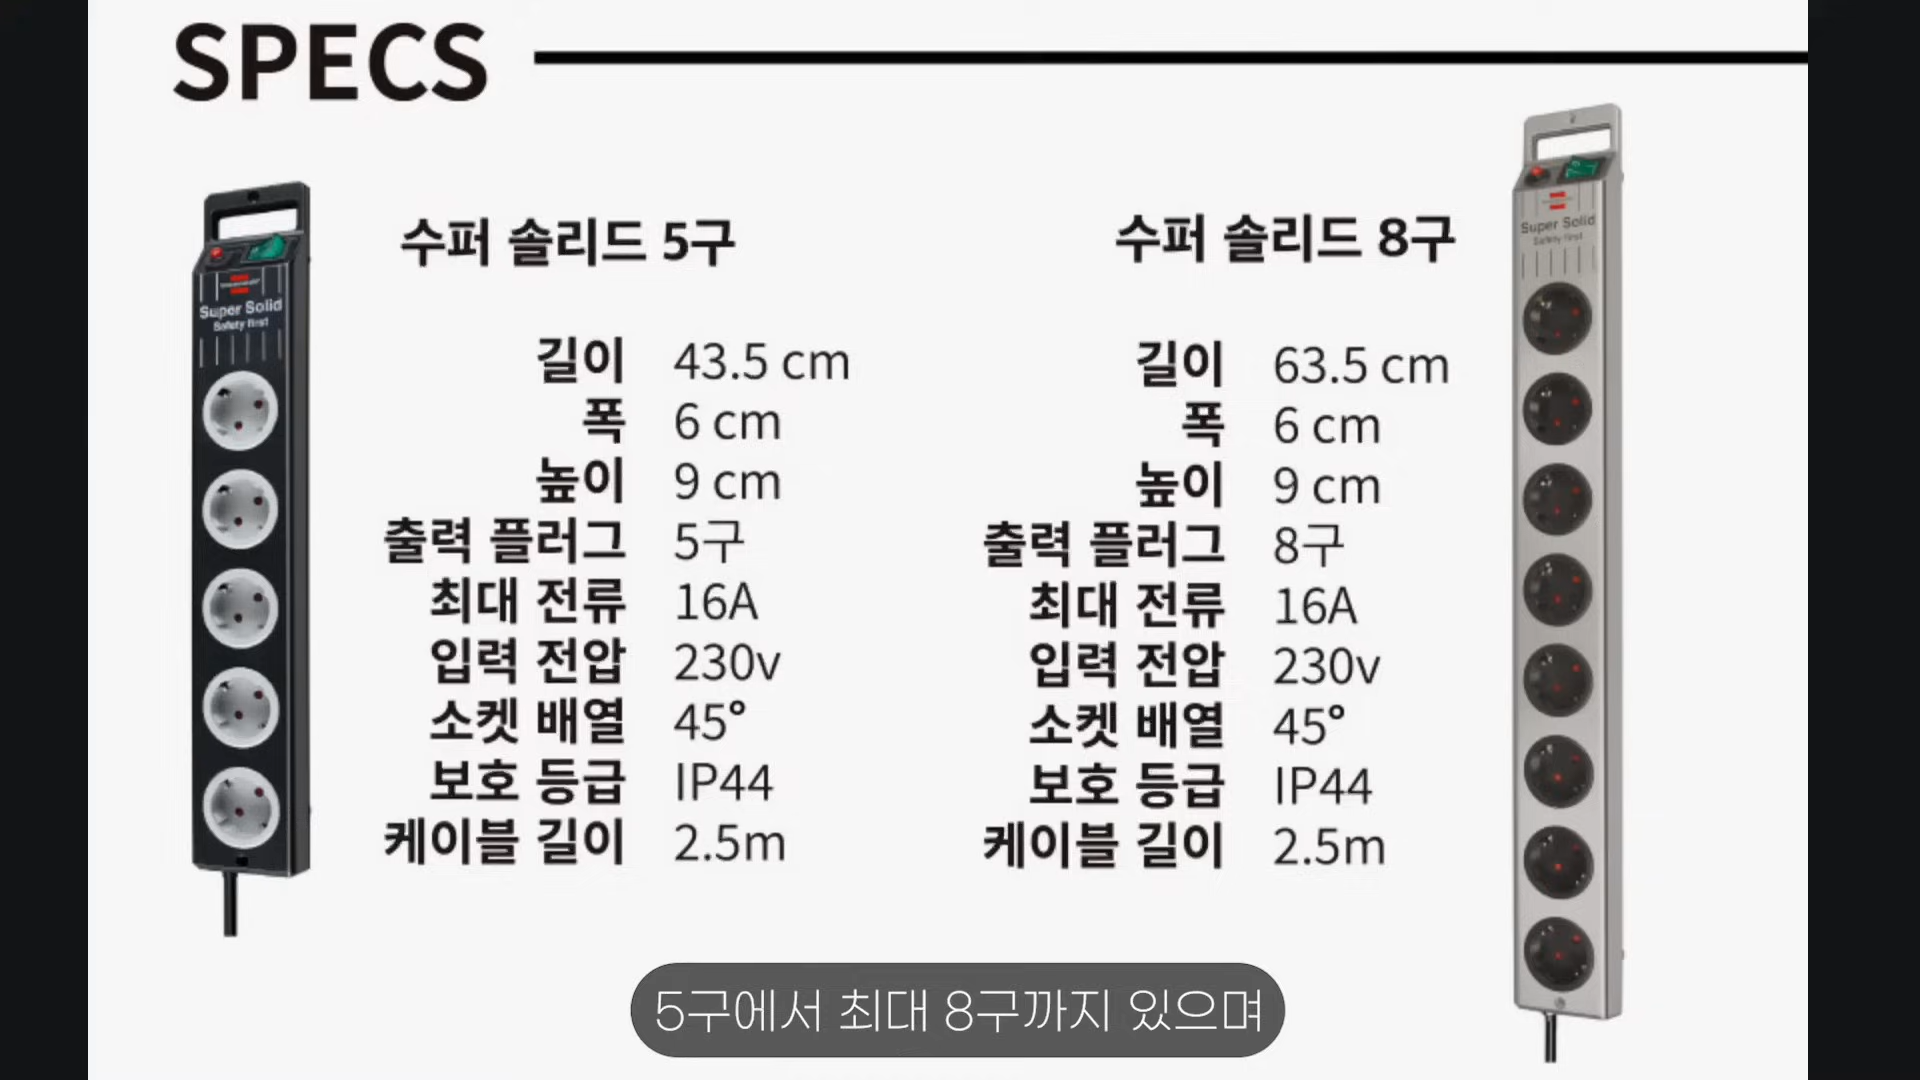 SPECS
수퍼 솔리드 5구
길이 43.5 cm
폭 6 cm
높이 9 cm
출력 플러그 5구
최대 전류 16A
입력 전압 230v
소켓 배열 45°
보호 등급 IP44
케이블 길이 2.5m
수퍼 솔리드 8구
길이 63.5 cm
폭 6 cm
높이 9 cm
출력 플러그 8구
최대 전류 16A
입력 전압 230v
소켓 배열 45°
보호 등급 IP44
케이블 길이 2.5m
Super Solid
Safety first
Super Solid
Safety first
5구에서 최대 8구까지 있으며